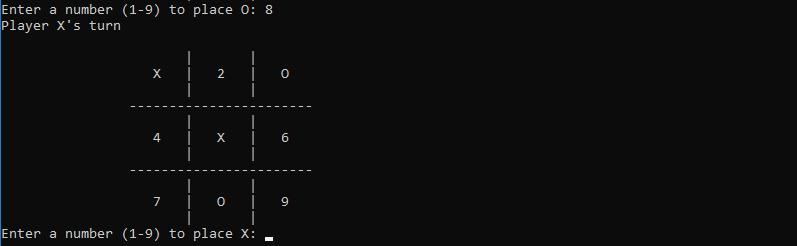 Enter a number (1-9) to place O: 8
Player X's turn
|       |
X   |   2   |   O
|       |
-----------------------
|       |
4   |   X   |   6
|       |
-----------------------
|       |
7   |   O   |   9
|       |
Enter a number (1-9) to place X: